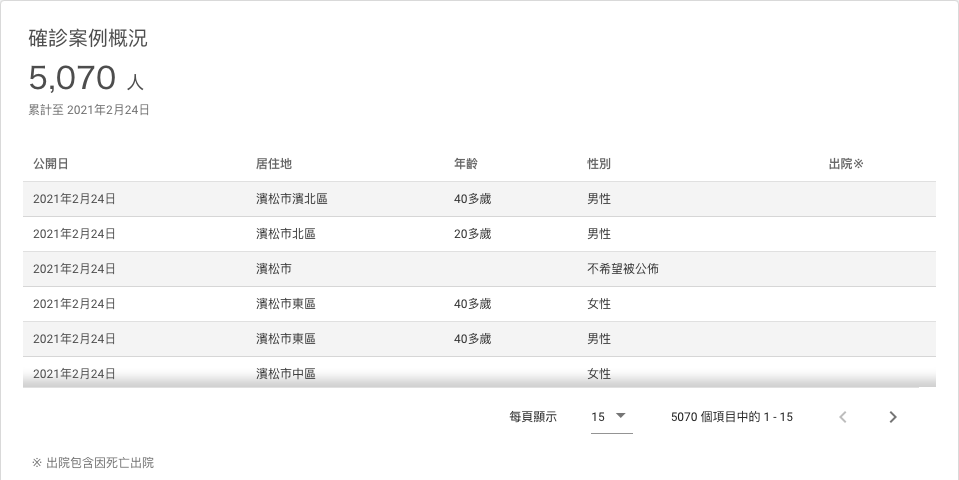 確診案例概況
5,070 人
累計至 2021年2月24日
公開日 居住地 年齡 性別 出院※
2021年2月24日 濱松市濱北區 40多歲 男性
2021年2月24日 濱松市北區 20多歲 男性
2021年2月24日 濱松市 不希望被公佈
2021年2月24日 濱松市東區 40多歲 女性
2021年2月24日 濱松市東區 40多歲 男性
2021年2月24日 濱松市中區 女性
每頁顯示 15 5070 個項目中的 1 - 15
※ 出院包含因死亡出院